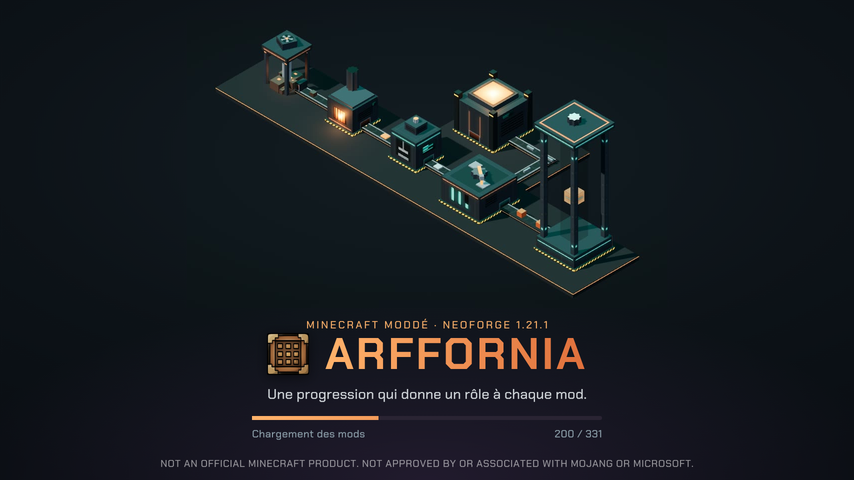 MINECRAFT MODDÉ · NEOFORGE 1.21.1
ARFFORNIA
Une progression qui donne un rôle à chaque mod.
Chargement des mods 200 / 331
NOT AN OFFICIAL MINECRAFT PRODUCT. NOT APPROVED BY OR ASSOCIATED WITH MOJANG OR MICROSOFT.